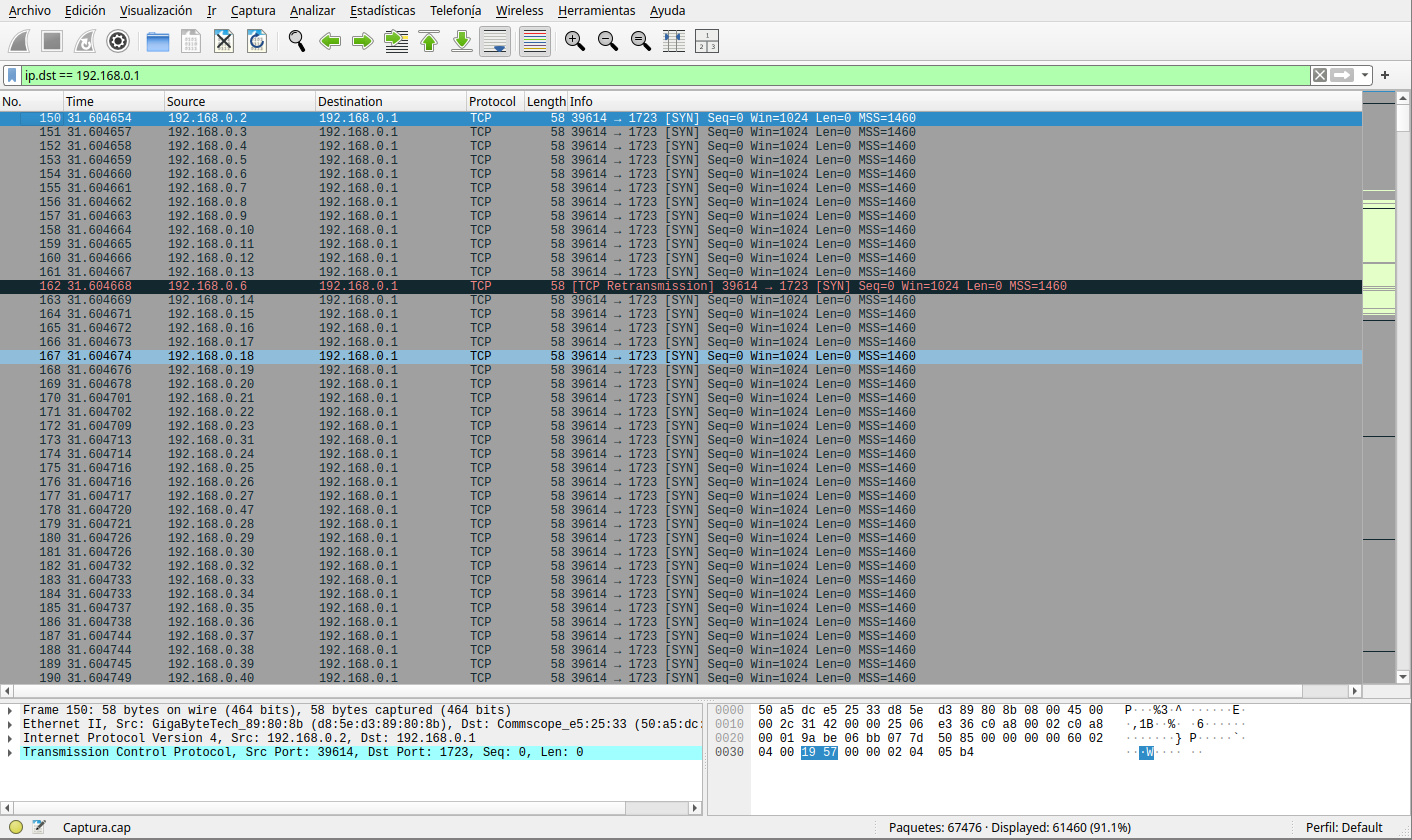 Archivo Edición Visualización Ir Captura Analizar Estadísticas Telefonía Wireless Herramientas Ayuda
ip.dst == 192.168.0.1
No. Time Source Destination Protocol Length Info
150 31.604654 192.168.0.2 192.168.0.1 TCP 58 39614 → 1723 [SYN] Seq=0 Win=1024 Len=0 MSS=1460
151 31.604657 192.168.0.3 192.168.0.1 TCP 58 39614 → 1723 [SYN] Seq=0 Win=1024 Len=0 MSS=1460
152 31.604658 192.168.0.4 192.168.0.1 TCP 58 39614 → 1723 [SYN] Seq=0 Win=1024 Len=0 MSS=1460
153 31.604659 192.168.0.5 192.168.0.1 TCP 58 39614 → 1723 [SYN] Seq=0 Win=1024 Len=0 MSS=1460
154 31.604660 192.168.0.6 192.168.0.1 TCP 58 39614 → 1723 [SYN] Seq=0 Win=1024 Len=0 MSS=1460
155 31.604661 192.168.0.7 192.168.0.1 TCP 58 39614 → 1723 [SYN] Seq=0 Win=1024 Len=0 MSS=1460
156 31.604662 192.168.0.8 192.168.0.1 TCP 58 39614 → 1723 [SYN] Seq=0 Win=1024 Len=0 MSS=1460
157 31.604663 192.168.0.9 192.168.0.1 TCP 58 39614 → 1723 [SYN] Seq=0 Win=1024 Len=0 MSS=1460
158 31.604664 192.168.0.10 192.168.0.1 TCP 58 39614 → 1723 [SYN] Seq=0 Win=1024 Len=0 MSS=1460
159 31.604665 192.168.0.11 192.168.0.1 TCP 58 39614 → 1723 [SYN] Seq=0 Win=1024 Len=0 MSS=1460
160 31.604666 192.168.0.12 192.168.0.1 TCP 58 39614 → 1723 [SYN] Seq=0 Win=1024 Len=0 MSS=1460
161 31.604667 192.168.0.13 192.168.0.1 TCP 58 39614 → 1723 [SYN] Seq=0 Win=1024 Len=0 MSS=1460
162 31.604668 192.168.0.6 192.168.0.1 TCP 58 [TCP Retransmission] 39614 → 1723 [SYN] Seq=0 Win=1024 Len=0 MSS=1460
163 31.604669 192.168.0.14 192.168.0.1 TCP 58 39614 → 1723 [SYN] Seq=0 Win=1024 Len=0 MSS=1460
164 31.604671 192.168.0.15 192.168.0.1 TCP 58 39614 → 1723 [SYN] Seq=0 Win=1024 Len=0 MSS=1460
165 31.604672 192.168.0.16 192.168.0.1 TCP 58 39614 → 1723 [SYN] Seq=0 Win=1024 Len=0 MSS=1460
166 31.604673 192.168.0.17 192.168.0.1 TCP 58 39614 → 1723 [SYN] Seq=0 Win=1024 Len=0 MSS=1460
167 31.604674 192.168.0.18 192.168.0.1 TCP 58 39614 → 1723 [SYN] Seq=0 Win=1024 Len=0 MSS=1460
168 31.604676 192.168.0.19 192.168.0.1 TCP 58 39614 → 1723 [SYN] Seq=0 Win=1024 Len=0 MSS=1460
169 31.604678 192.168.0.20 192.168.0.1 TCP 58 39614 → 1723 [SYN] Seq=0 Win=1024 Len=0 MSS=1460
170 31.604701 192.168.0.21 192.168.0.1 TCP 58 39614 → 1723 [SYN] Seq=0 Win=1024 Len=0 MSS=1460
171 31.604702 192.168.0.22 192.168.0.1 TCP 58 39614 → 1723 [SYN] Seq=0 Win=1024 Len=0 MSS=1460
172 31.604709 192.168.0.23 192.168.0.1 TCP 58 39614 → 1723 [SYN] Seq=0 Win=1024 Len=0 MSS=1460
173 31.604713 192.168.0.31 192.168.0.1 TCP 58 39614 → 1723 [SYN] Seq=0 Win=1024 Len=0 MSS=1460
174 31.604714 192.168.0.24 192.168.0.1 TCP 58 39614 → 1723 [SYN] Seq=0 Win=1024 Len=0 MSS=1460
175 31.604716 192.168.0.25 192.168.0.1 TCP 58 39614 → 1723 [SYN] Seq=0 Win=1024 Len=0 MSS=1460
176 31.604716 192.168.0.26 192.168.0.1 TCP 58 39614 → 1723 [SYN] Seq=0 Win=1024 Len=0 MSS=1460
177 31.604717 192.168.0.27 192.168.0.1 TCP 58 39614 → 1723 [SYN] Seq=0 Win=1024 Len=0 MSS=1460
178 31.604720 192.168.0.47 192.168.0.1 TCP 58 39614 → 1723 [SYN] Seq=0 Win=1024 Len=0 MSS=1460
179 31.604721 192.168.0.28 192.168.0.1 TCP 58 39614 → 1723 [SYN] Seq=0 Win=1024 Len=0 MSS=1460
180 31.604726 192.168.0.29 192.168.0.1 TCP 58 39614 → 1723 [SYN] Seq=0 Win=1024 Len=0 MSS=1460
181 31.604726 192.168.0.30 192.168.0.1 TCP 58 39614 → 1723 [SYN] Seq=0 Win=1024 Len=0 MSS=1460
182 31.604732 192.168.0.32 192.168.0.1 TCP 58 39614 → 1723 [SYN] Seq=0 Win=1024 Len=0 MSS=1460
183 31.604733 192.168.0.33 192.168.0.1 TCP 58 39614 → 1723 [SYN] Seq=0 Win=1024 Len=0 MSS=1460
184 31.604733 192.168.0.34 192.168.0.1 TCP 58 39614 → 1723 [SYN] Seq=0 Win=1024 Len=0 MSS=1460
185 31.604737 192.168.0.35 192.168.0.1 TCP 58 39614 → 1723 [SYN] Seq=0 Win=1024 Len=0 MSS=1460
186 31.604738 192.168.0.36 192.168.0.1 TCP 58 39614 → 1723 [SYN] Seq=0 Win=1024 Len=0 MSS=1460
187 31.604744 192.168.0.37 192.168.0.1 TCP 58 39614 → 1723 [SYN] Seq=0 Win=1024 Len=0 MSS=1460
188 31.604744 192.168.0.38 192.168.0.1 TCP 58 39614 → 1723 [SYN] Seq=0 Win=1024 Len=0 MSS=1460
189 31.604745 192.168.0.39 192.168.0.1 TCP 58 39614 → 1723 [SYN] Seq=0 Win=1024 Len=0 MSS=1460
190 31.604749 192.168.0.40 192.168.0.1 TCP 58 39614 → 1723 [SYN] Seq=0 Win=1024 Len=0 MSS=1460
Frame 150: 58 bytes on wire (464 bits), 58 bytes captured (464 bits)
Ethernet II, Src: GigaByteTech_89:80:8b (d8:5e:d3:89:80:8b), Dst: Commscope_e5:25:33 (50:a5:dc:
Internet Protocol Version 4, Src: 192.168.0.2, Dst: 192.168.0.1
Transmission Control Protocol, Src Port: 39614, Dst Port: 1723, Seq: 0, Len: 0
0000 50 a5 dc e5 25 33 d8 5e d3 89 80 8b 08 00 45 00 P···%3·^ ······E·
0010 00 2c 31 42 00 00 25 06 e3 36 c0 a8 00 02 c0 a8 ·,1B··%· ·6······
0020 00 01 9a be 06 bb 07 7d 50 85 00 00 00 00 60 02 ·······} P·····`·
0030 04 00 19 57 00 00 02 04 05 b4 ···W···· ··
Captura.cap Paquetes: 67476 · Displayed: 61460 (91.1%) Perfil: Default